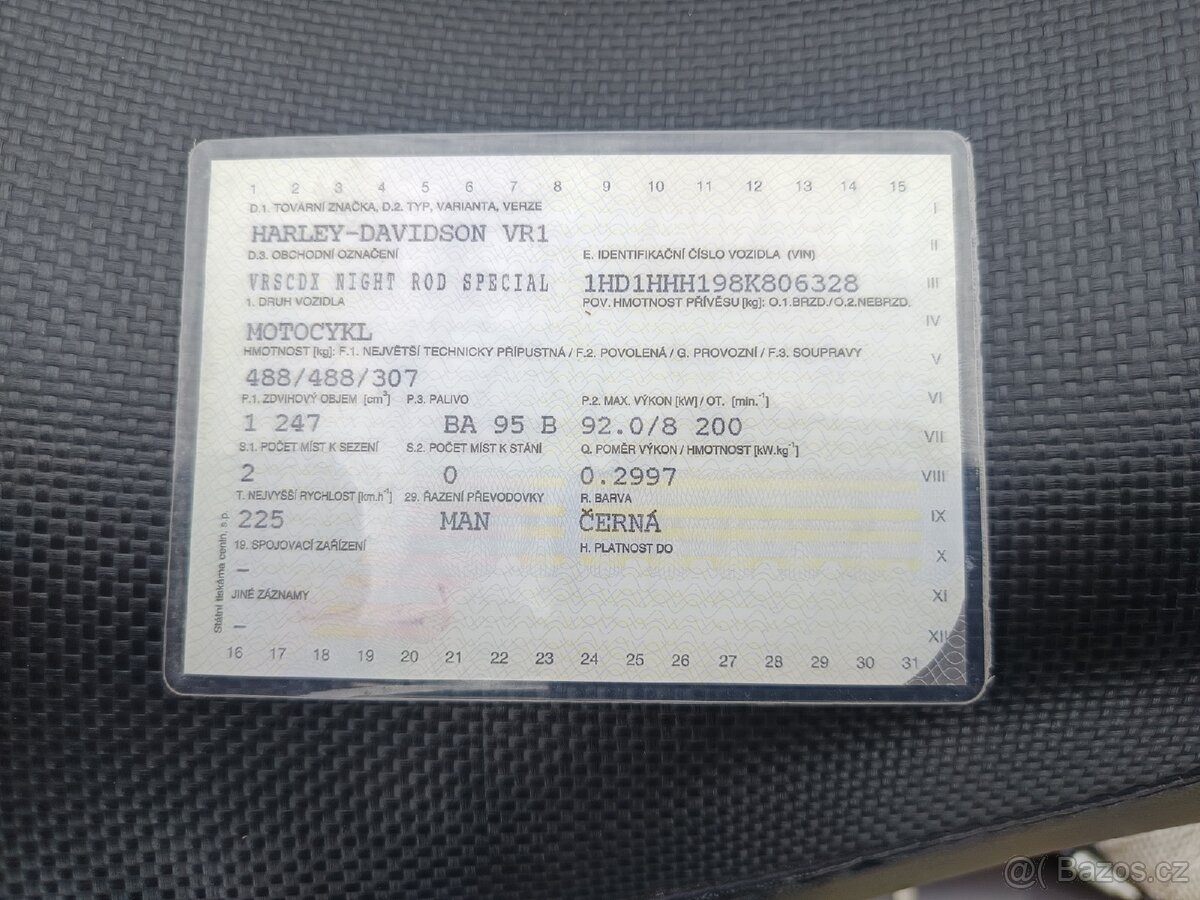 1 2 3 4 5 6 7 8 9 10 11 12 13 14 15
D.1. TOVÁRNÍ ZNAČKA, D.2. TYP, VARIANTA, VERZE
I
HARLEY-DAVIDSON VR1
II
D.3. OBCHODNÍ OZNAČENÍ E. IDENTIFIKAČNÍ ČÍSLO VOZIDLA (VIN)
VRSCDX NIGHT ROD SPECIAL 1HD1HHH198K806328
III
1. DRUH VOZIDLA POV. HMOTNOST PŘÍVĚSU [kg]: O.1.BRZD./O.2.NEBRZD.
IV
MOTOCYKL
HMOTNOST [kg]: F.1. NEJVĚTŠÍ TECHNICKY PŘÍPUSTNÁ / F.2. POVOLENÁ / G. PROVOZNÍ / F.3. SOUPRAVY
V
488/488/307
P.1. ZDVIHOVÝ OBJEM [cm³] P.3. PALIVO P.2. MAX. VÝKON [kW] / OT. [min.⁻¹]
VI
1 247 BA 95 B 92.0/8 200
VII
S.1. POČET MÍST K SEZENÍ S.2. POČET MÍST K STÁNÍ Q. POMĚR VÝKON / HMOTNOST [kW.kg⁻¹]
2 0 0.2997
VIII
T. NEJVYŠŠÍ RYCHLOST [km.h⁻¹] 29. ŘAZENÍ PŘEVODOVKY R. BARVA
225 MAN ČERNÁ
IX
19. SPOJOVACÍ ZAŘÍZENÍ H. PLATNOST DO
X
–
JINÉ ZÁZNAMY
XI
–
XII
16 17 18 19 20 21 22 23 24 25 26 27 28 29 30 31
Státní tiskárna cenin, s.p.
@( Bazos.cz